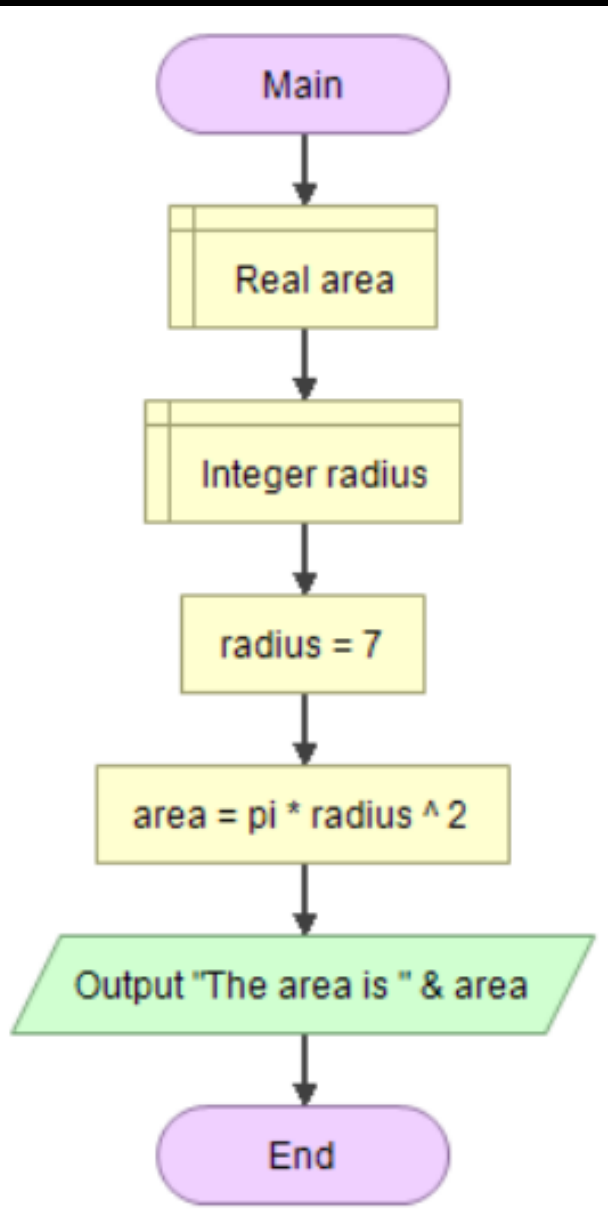 Main
Real area
Integer radius
radius = 7
area = pi * radius ^ 2
Output "The area is " & area
End